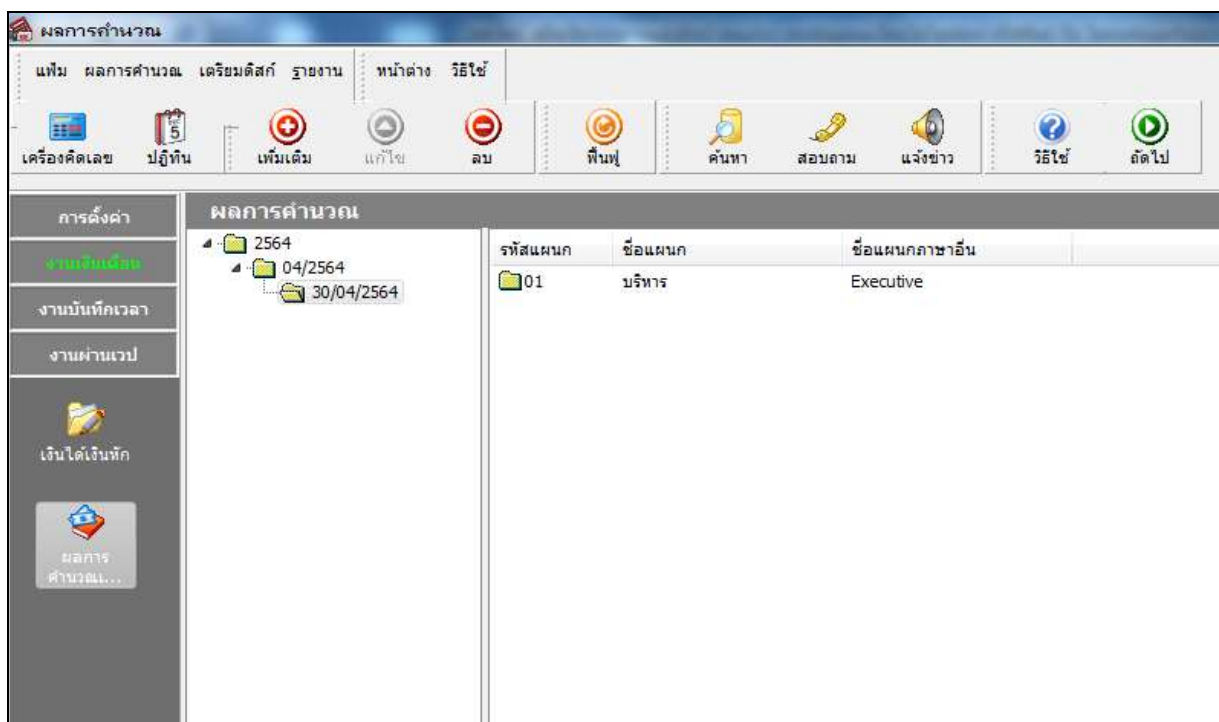 ผลการคำนวณ
แฟ้ม ผลการคำนวณ เตรียมดิสก์ รายงาน หน้าต่าง วิธีใช้
5
เครื่องคิดเลข ปฏิทิน เพิ่มเติม แก้ไข ลบ ฟื้นฟู ค้นหา สอบถาม แจ้งข่าว วิธีใช้ ถัดไป
การตั้งค่า
งานเงินเดือน
งานบันทึกเวลา
งานผ่านเวป
เงินได้เงินหัก
ผลการ
คำนวณเ...
ผลการคำนวณ
2564
04/2564
30/04/2564
รหัสแผนก ชื่อแผนก ชื่อแผนกภาษาอื่น
01 บริหาร Executive